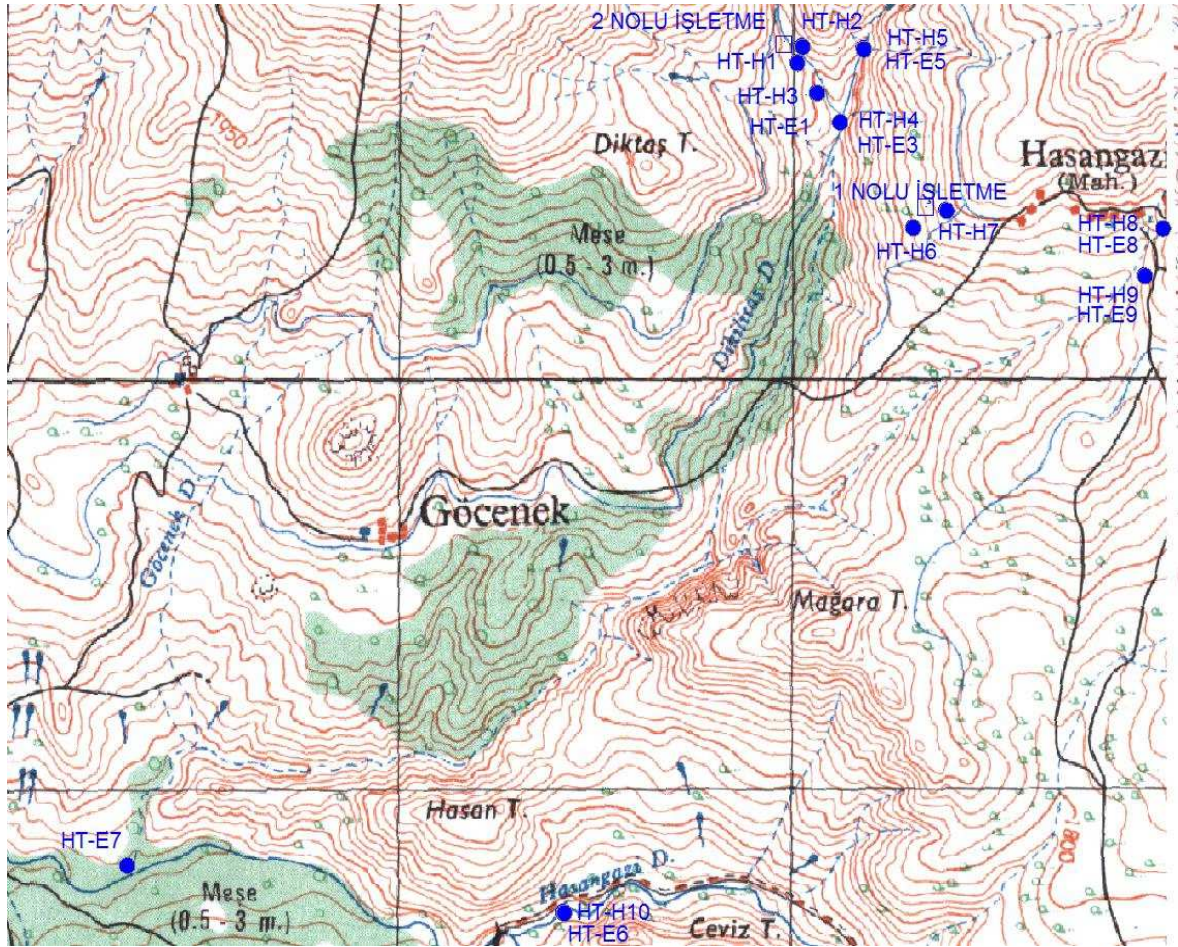 2 NOLU İŞLETME
HT-H2
HT-H5
HT-H1
HT-E5
HT-H3
HT-E1
HT-H4
HT-E3
1950
Diktaş T.
Hasangazi
(Mah.)
1 NOLU İŞLETME
HT-H7
HT-H6
HT-H8
HT-E8
Meşe
(0.5 - 3 m.)
HT-H9
HT-E9
Dikilitaş D.
Göcenek D.
Göcenek
Mağara T.
Hasan T.
1800
HT-E7
Meşe
(0.5 - 3 m.)
Hasangazi D.
HT-H10
HT-E6
Ceviz T.